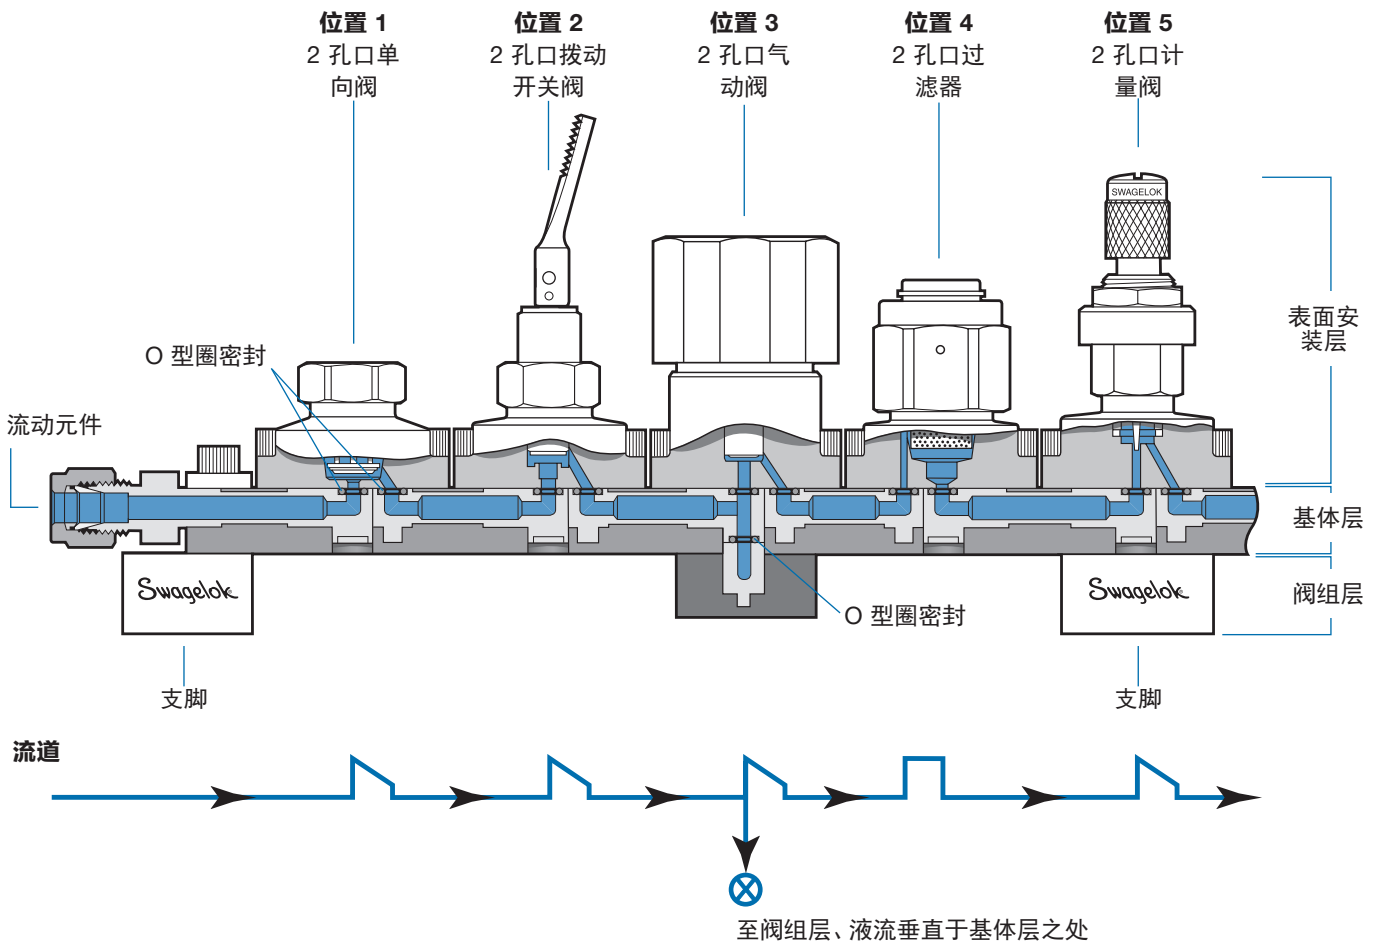 位置 1
2 孔口单
向阀
位置 2
2 孔口拨动
开关阀
位置 3
2 孔口气
动阀
位置 4
2 孔口过
滤器
位置 5
2 孔口计
量阀
SWAGELOK
表面安
装层
O 型圈密封
流动元件
基体层
Swagelok
Swagelok
阀组层
O 型圈密封
支脚
支脚
流道
至阀组层、液流垂直于基体层之处